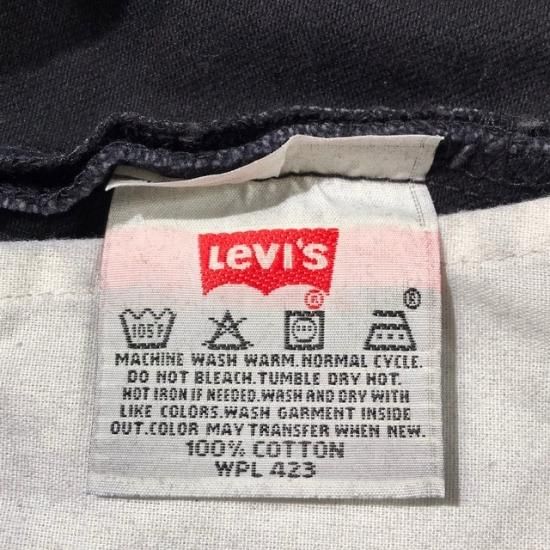 Levi's
®
®
105F
MACHINE WASH WARM.NORMAL CYCLE.
DO NOT BLEACH.TUMBLE DRY HOT.
HOT IRON IF NEEDED.WASH AND DRY WITH
LIKE COLORS.WASH GARMENT INSIDE
OUT.COLOR MAY TRANSFER WHEN NEW.
100% COTTON
WPL 423